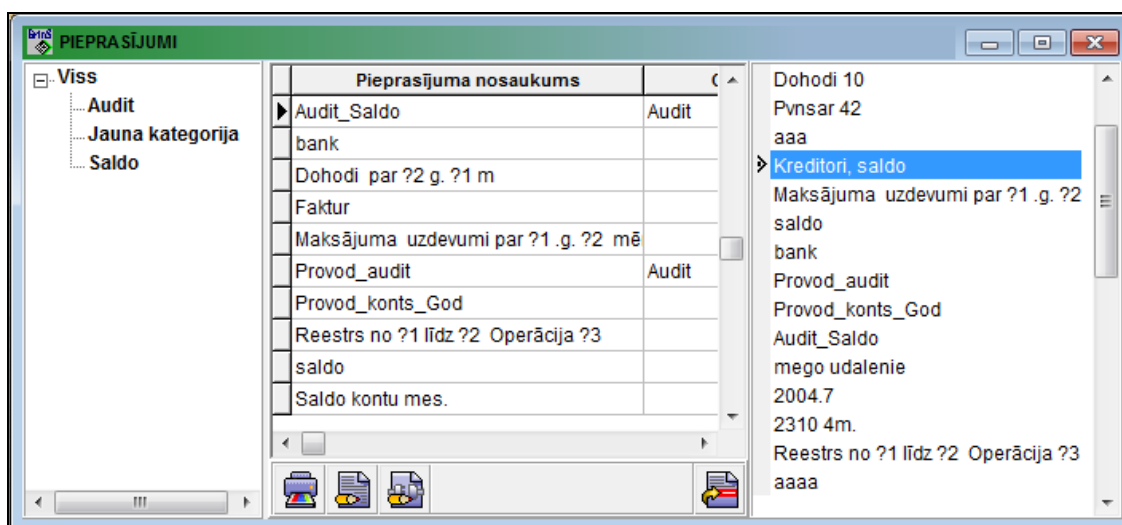 PIEPRASĪJUMI
Viss
Audit
Jauna kategorija
Saldo
Pieprasījuma nosaukums
Audit_Saldo Audit
bank
Dohodi par ?2 g. ?1 m
Faktur
Maksājuma uzdevumi par ?1 .g. ?2 mē
Provod_audit Audit
Provod_konts_God
Reestrs no ?1 līdz ?2 Operācija ?3
saldo
Saldo kontu mes.
Dohodi 10
Pvnsar 42
aaa
Kreditori, saldo
Maksājuma uzdevumi par ?1 .g. ?2
saldo
bank
Provod_audit
Provod_konts_God
Audit_Saldo
mego udalenie
2004.7
2310 4m.
Reestrs no ?1 līdz ?2 Operācija ?3
aaaa